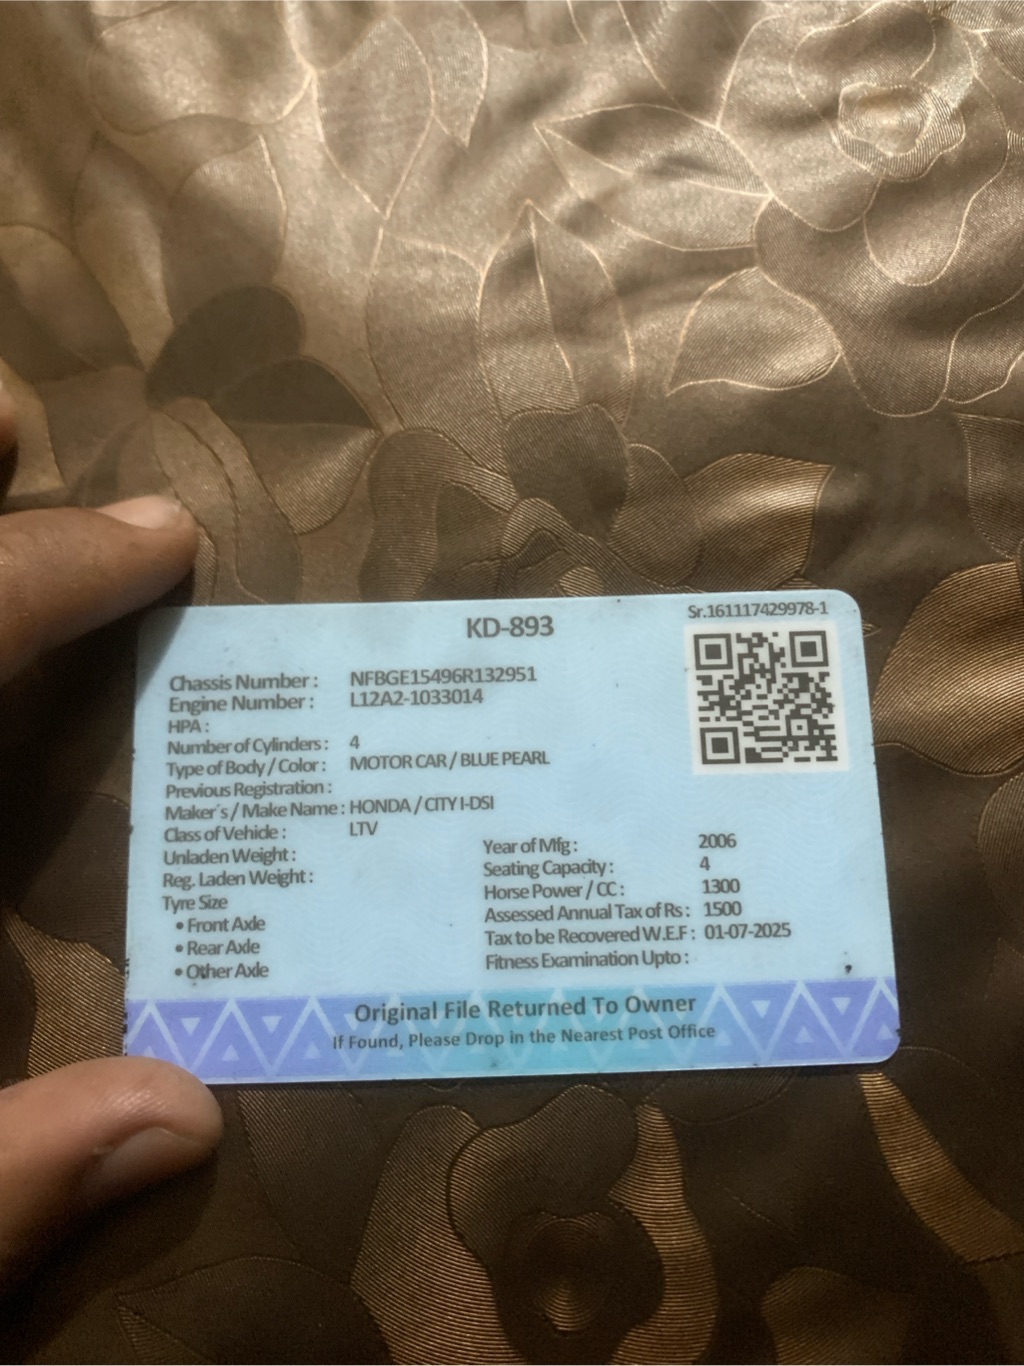 KD-893
Sr.161117429978-1
Chassis Number : NFBGE15496R132951
Engine Number : L12A2-1033014
HPA :
Number of Cylinders : 4
Type of Body / Color : MOTOR CAR / BLUE PEARL
Previous Registration :
Maker's / Make Name : HONDA / CITY I-DSI
Class of Vehicle : LTV
Unladen Weight :
Reg. Laden Weight :
Tyre Size
• Front Axle
• Rear Axle
• Other Axle
Year of Mfg : 2006
Seating Capacity : 4
Horse Power / CC : 1300
Assessed Annual Tax of Rs : 1500
Tax to be Recovered W.E.F : 01-07-2025
Fitness Examination Upto :
Original File Returned To Owner
If Found, Please Drop in the Nearest Post Office